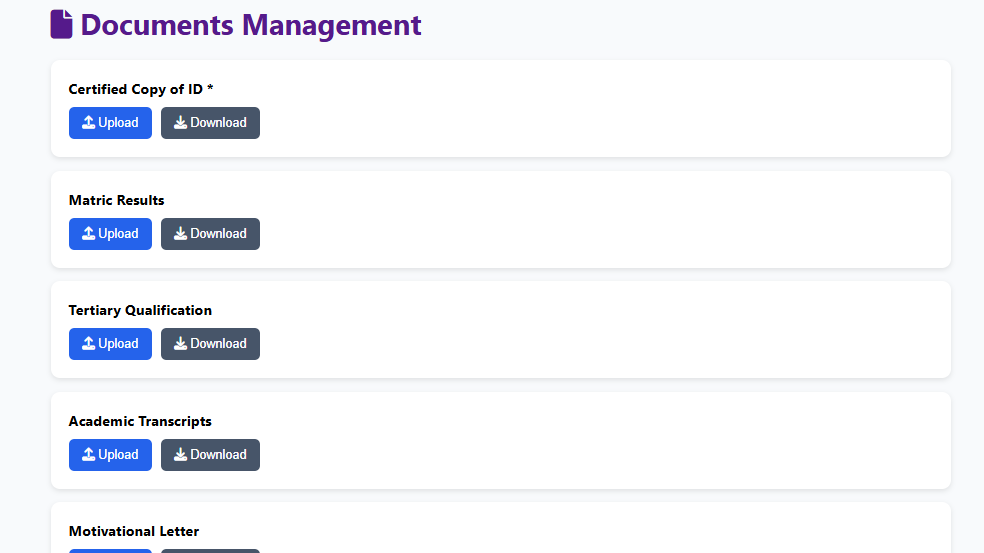 Documents Management
Certified Copy of ID *
Upload Download
Matric Results
Upload Download
Tertiary Qualification
Upload Download
Academic Transcripts
Upload Download
Motivational Letter